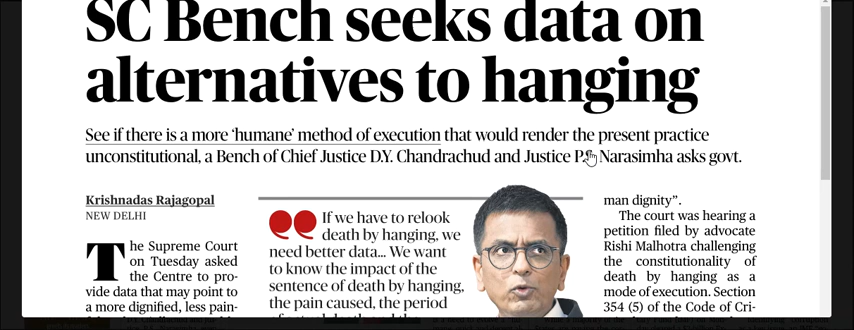 SC Bench seeks data on
alternatives to hanging
See if there is a more ‘humane’ method of execution that would render the present practice
unconstitutional, a Bench of Chief Justice D.Y. Chandrachud and Justice Narasimha asks govt.
Krishnadas Rajagopal
NEW DELHI
The Supreme Court
on Tuesday asked
the Centre to pro-
vide data that may point to
a more dignified, less pain-
If we have to relook
death by hanging, we
need better data... We want
to know the impact of the
sentence of death by hanging,
the pain caused, the period
man dignity”.
The court was hearing a
petition filed by advocate
Rishi Malhotra challenging
the constitutionality of
death by hanging as a
mode of execution. Section
354 (5) of the Code of Cri-